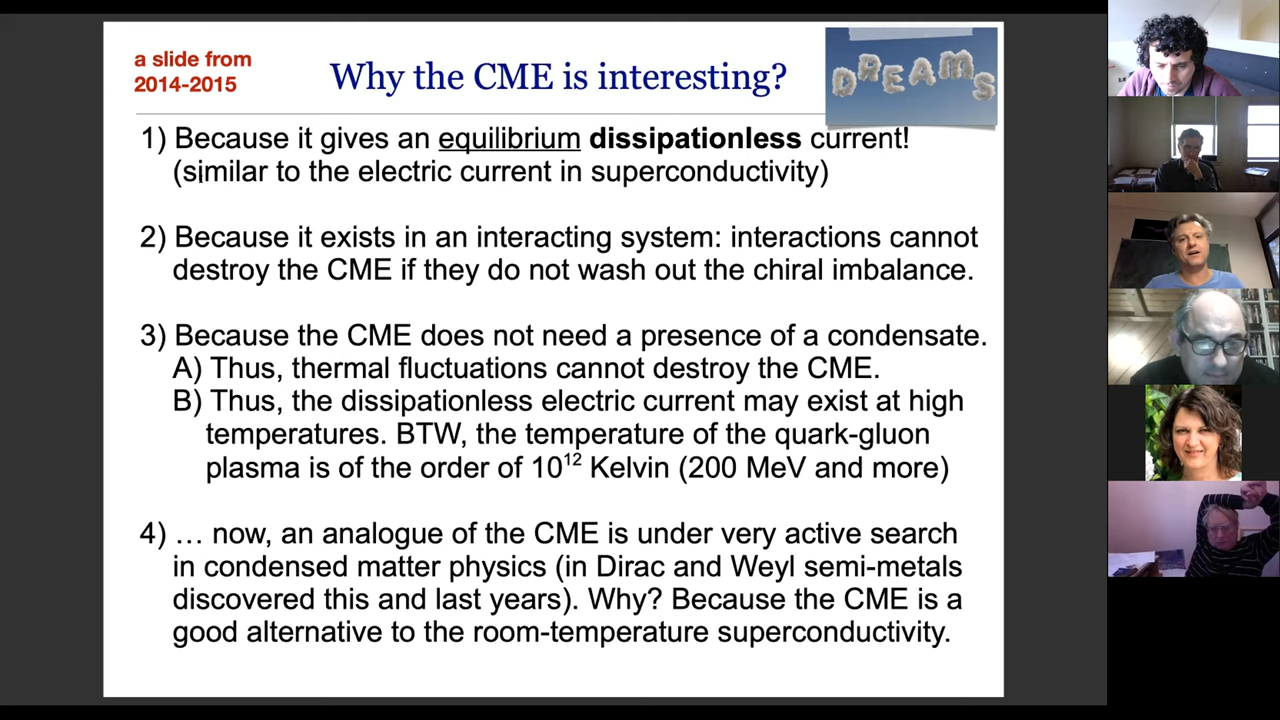 a slide from
2014-2015
Why the CME is interesting?
DREAMS
1) Because it gives an equilibrium dissipationless current!
(similar to the electric current in superconductivity)
2) Because it exists in an interacting system: interactions cannot
destroy the CME if they do not wash out the chiral imbalance.
3) Because the CME does not need a presence of a condensate.
A) Thus, thermal fluctuations cannot destroy the CME.
B) Thus, the dissipationless electric current may exist at high
temperatures. BTW, the temperature of the quark-gluon
plasma is of the order of 10¹² Kelvin (200 MeV and more)
4) … now, an analogue of the CME is under very active search
in condensed matter physics (in Dirac and Weyl semi-metals
discovered this and last years). Why? Because the CME is a
good alternative to the room-temperature superconductivity.